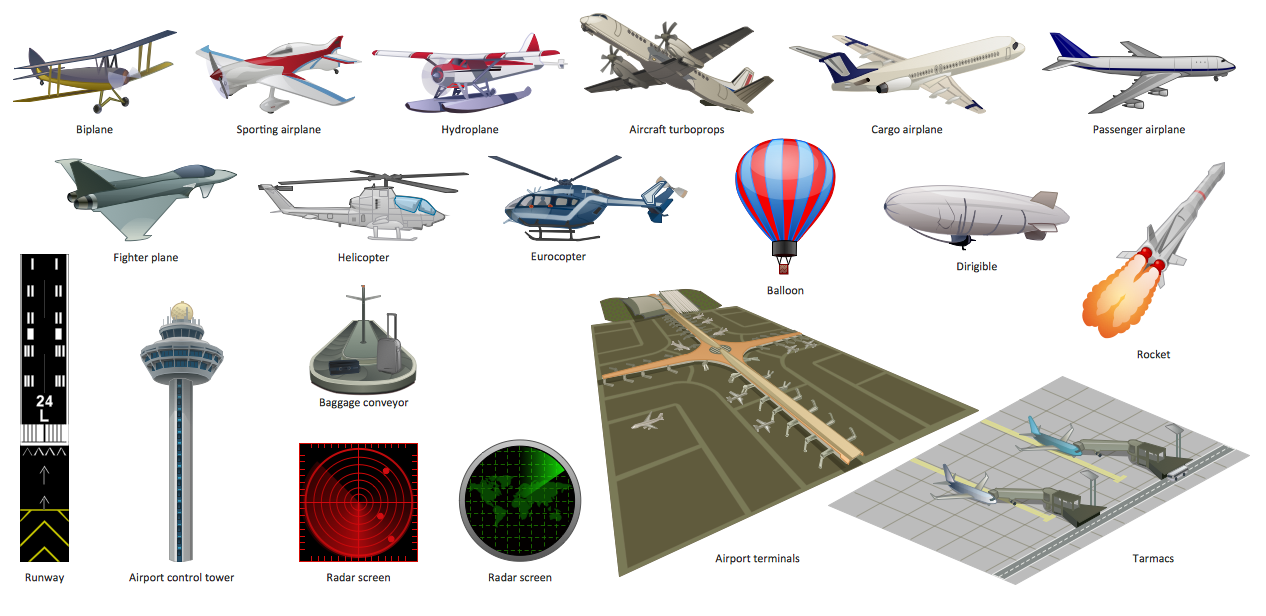 Biplane
Sporting airplane
Hydroplane
Aircraft turboprops
Cargo airplane
Passenger airplane
Fighter plane
Helicopter
Eurocopter
Balloon
Dirigible
Rocket
24
L
Baggage conveyor
Runway
Airport control tower
Radar screen
Radar screen
Airport terminals
Tarmacs